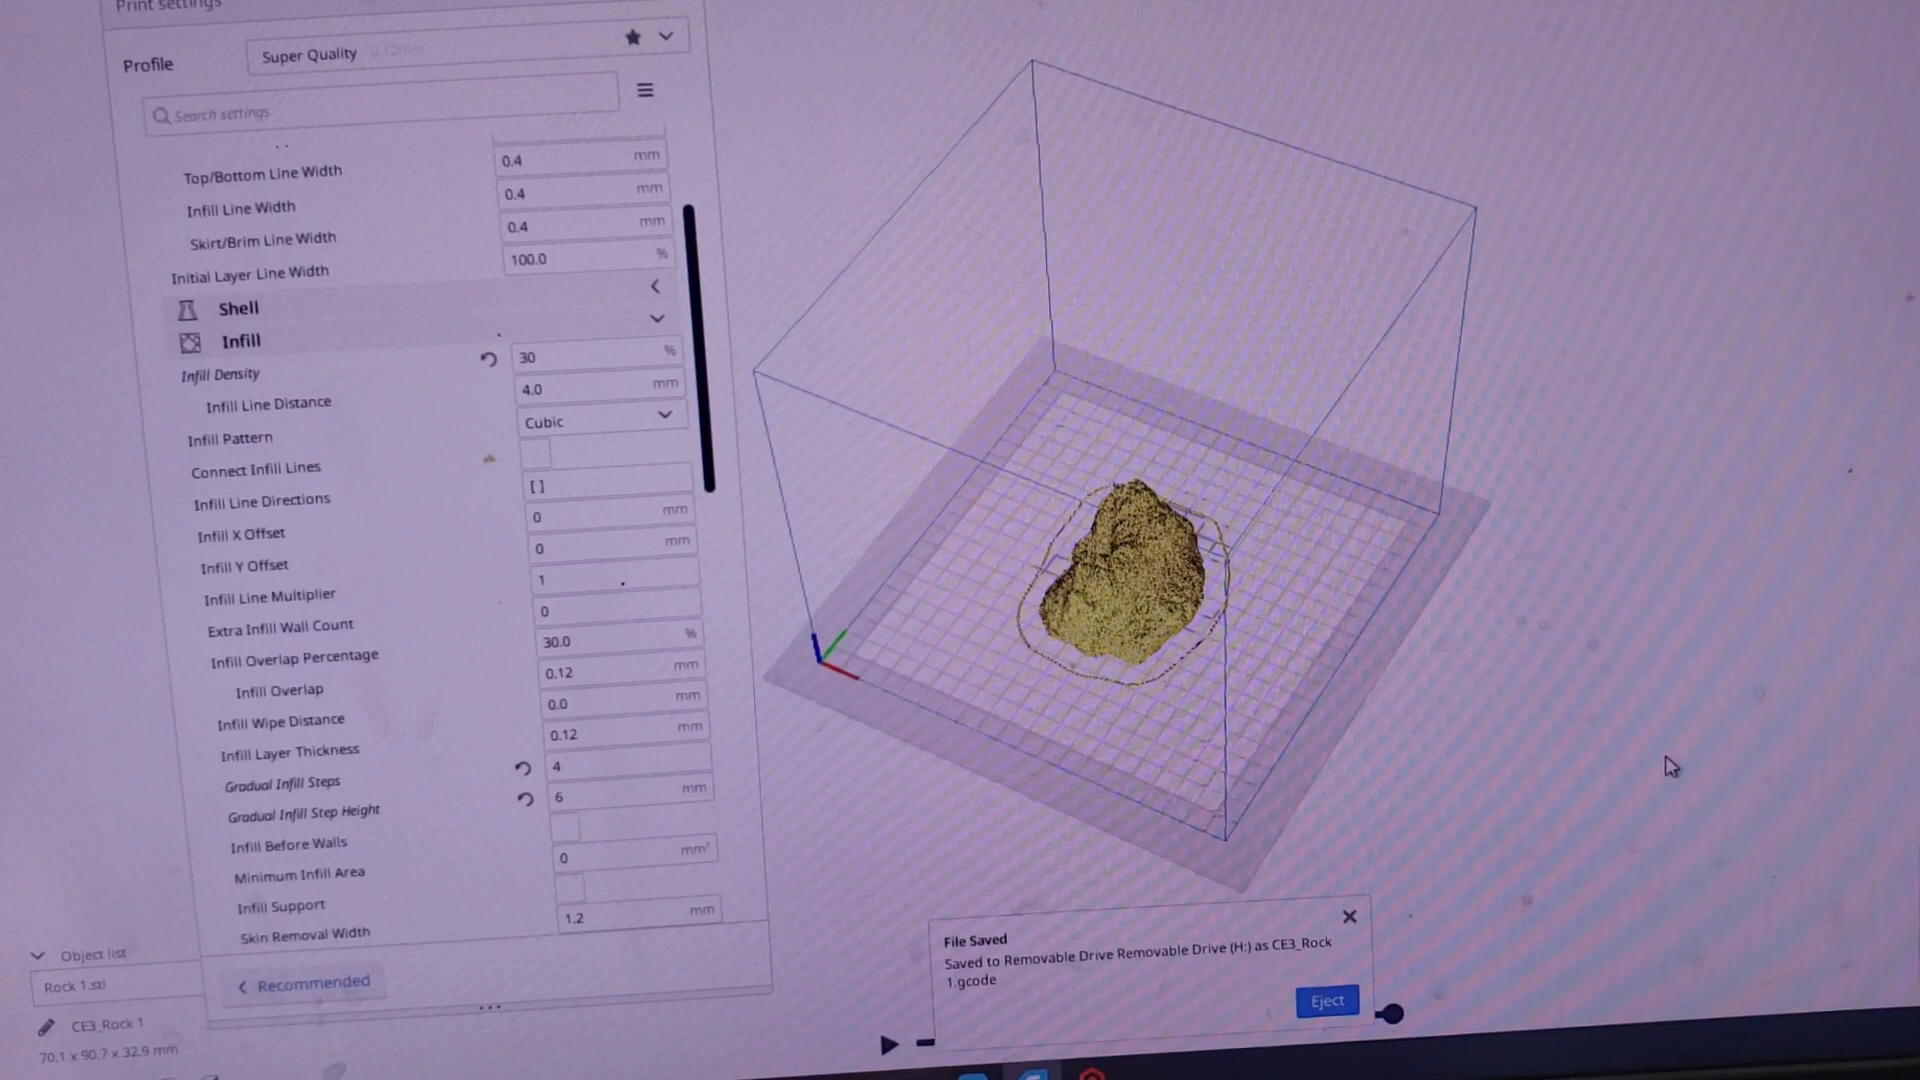 Print settings
Profile
Super Quality 0.12mm
Search settings
Top/Bottom Line Width 0.4 mm
Infill Line Width 0.4 mm
Skirt/Brim Line Width 0.4 mm
Initial Layer Line Width 100.0 %
Shell
Infill
Infill Density 30 %
Infill Line Distance 4.0 mm
Infill Pattern Cubic
Connect Infill Lines
Infill Line Directions []
Infill X Offset 0 mm
Infill Y Offset 0 mm
Infill Line Multiplier 1
Extra Infill Wall Count 0
Infill Overlap Percentage 30.0 %
Infill Overlap 0.12 mm
Infill Wipe Distance 0.0 mm
Infill Layer Thickness 0.12 mm
Gradual Infill Steps 4
Gradual Infill Step Height 6 mm
Infill Before Walls
Minimum Infill Area 0 mm²
Infill Support
Skin Removal Width 1.2 mm
Recommended
Object list
Rock 1.stl
CE3_Rock 1
70.1 x 90.7 x 32.9 mm
File Saved
Saved to Removable Drive Removable Drive (H:) as CE3_Rock
1.gcode
Eject